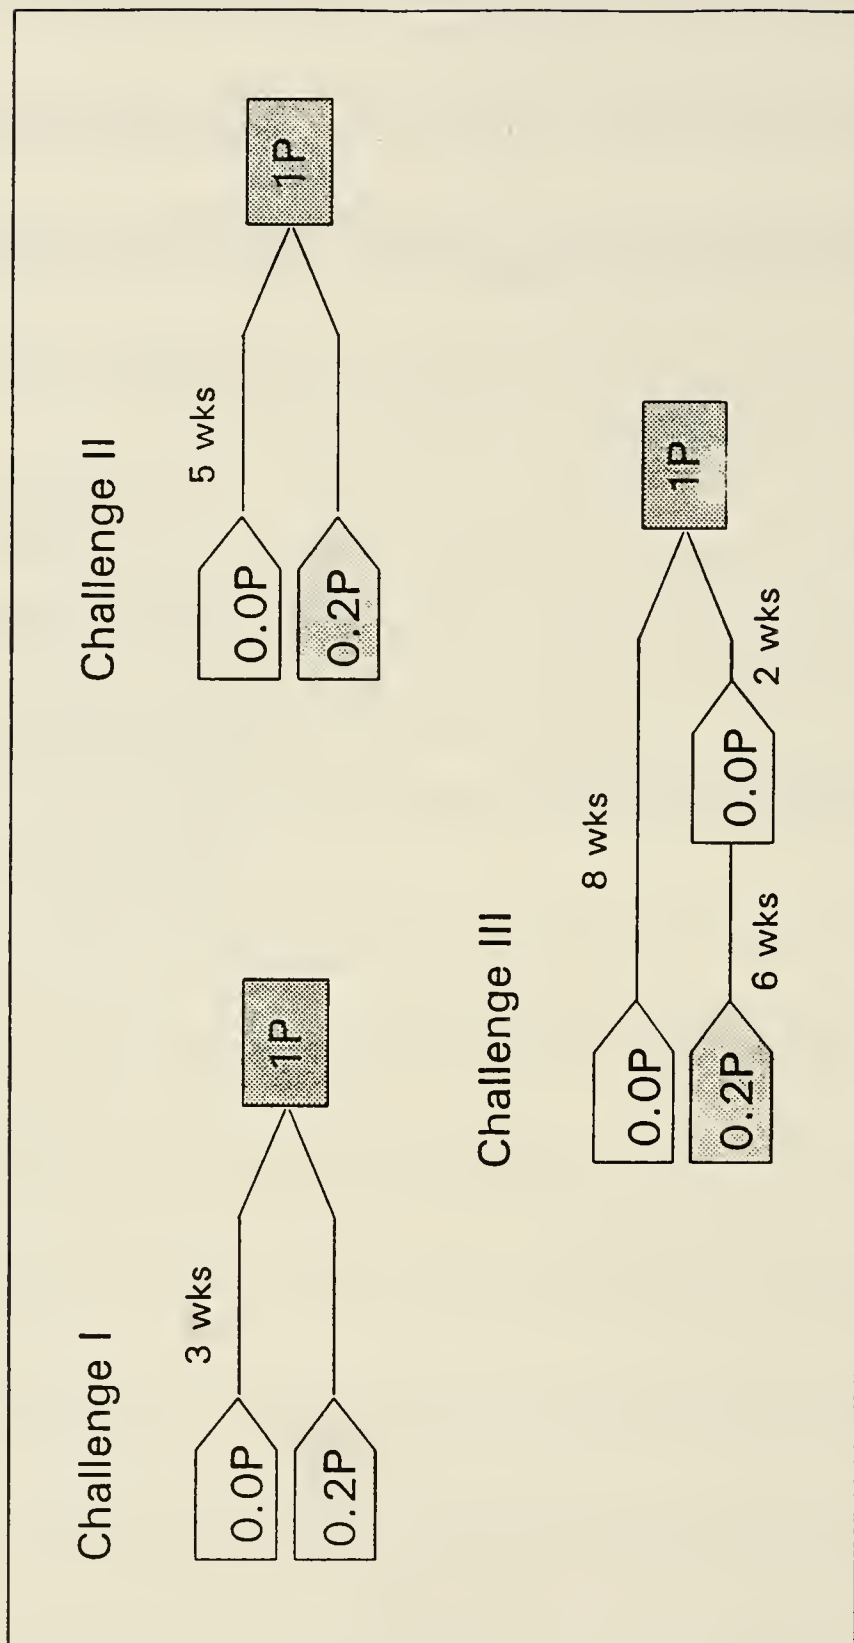 Challenge I
3 wks
0.0P
0.2P
1P
Challenge II
5 wks
0.0P
0.2P
1P
Challenge III
8 wks
0.0P
0.2P
6 wks
0.0P
2 wks
1P